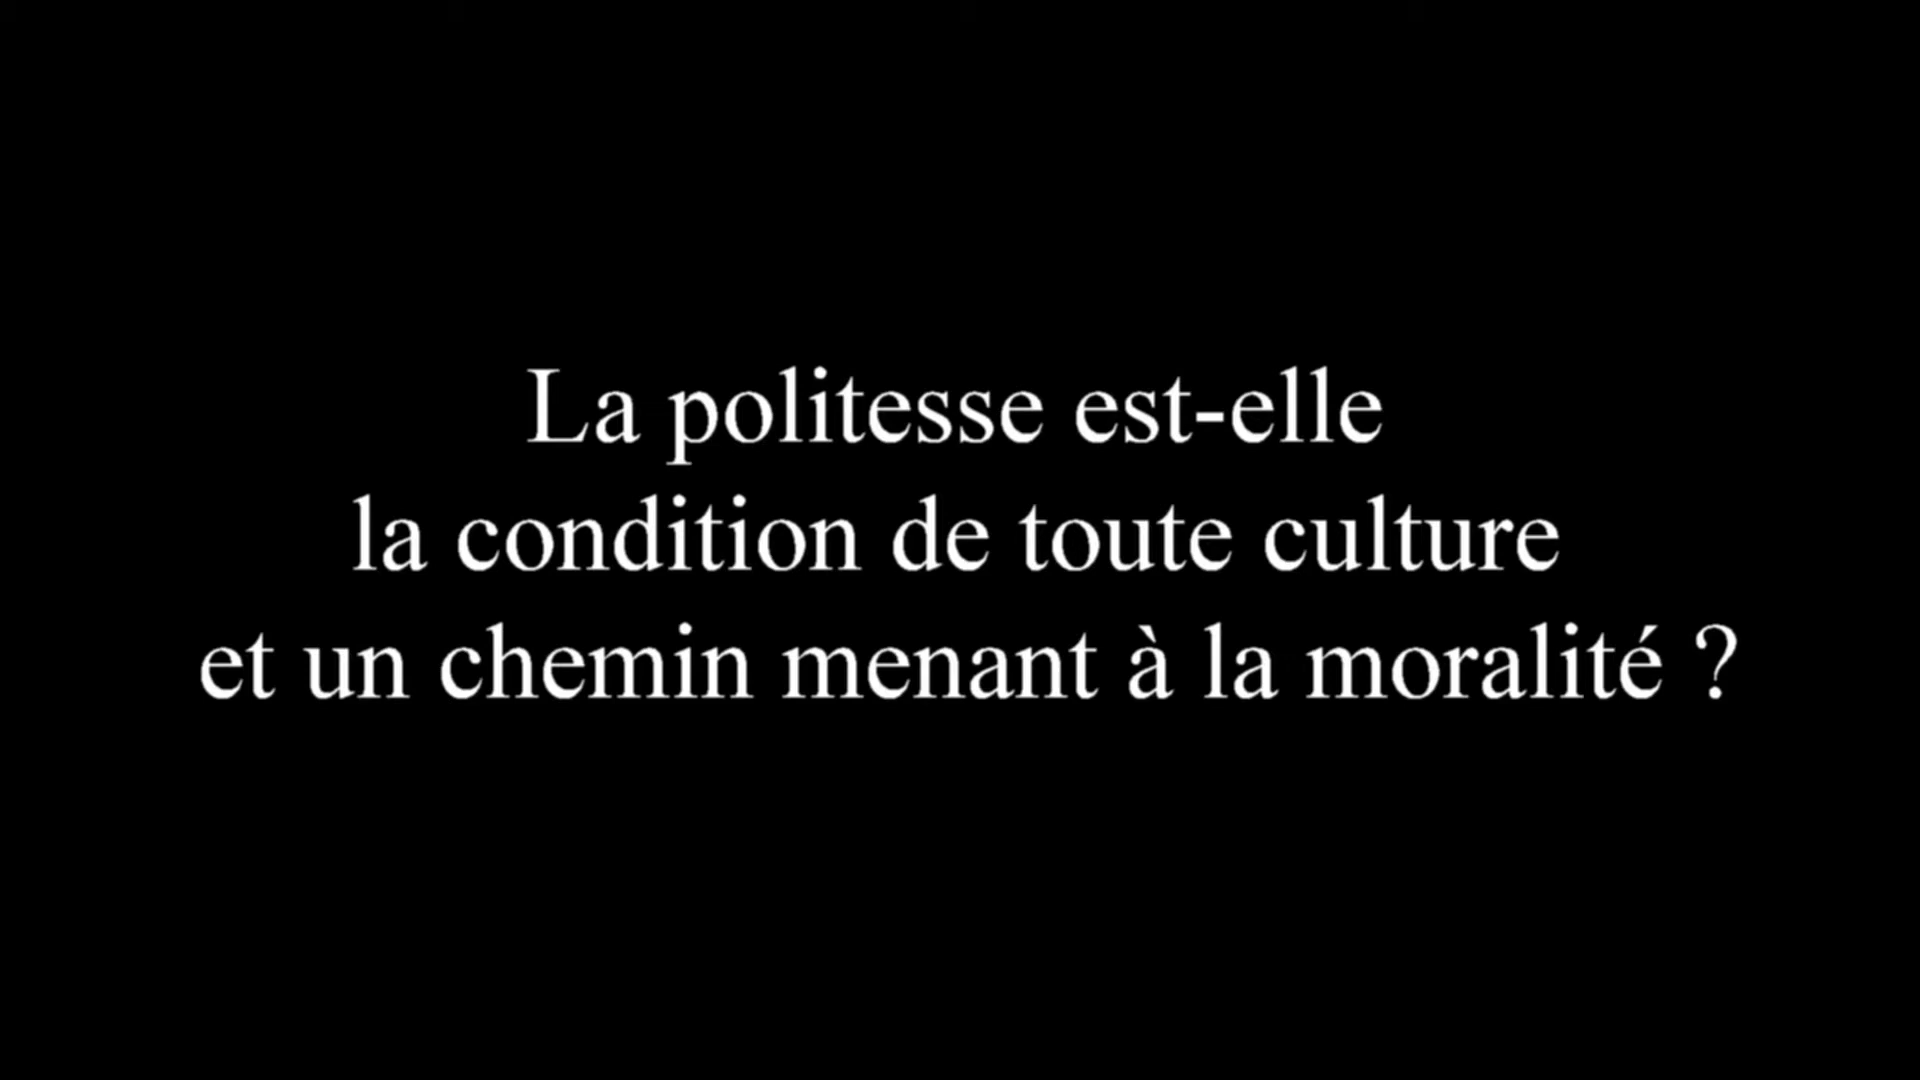 La politesse est-elle
la condition de toute culture
et un chemin menant à la moralité ?